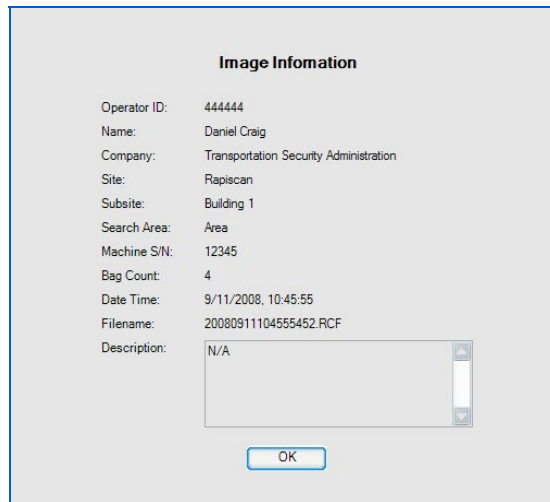 Image Infomation
Operator ID: 444444
Name: Daniel Craig
Company: Transportation Security Administration
Site: Rapiscan
Subsite: Building 1
Search Area: Area
Machine S/N: 12345
Bag Count: 4
Date Time: 9/11/2008, 10:45:55
Filename: 20080911104555452.RCF
Description: N/A
OK